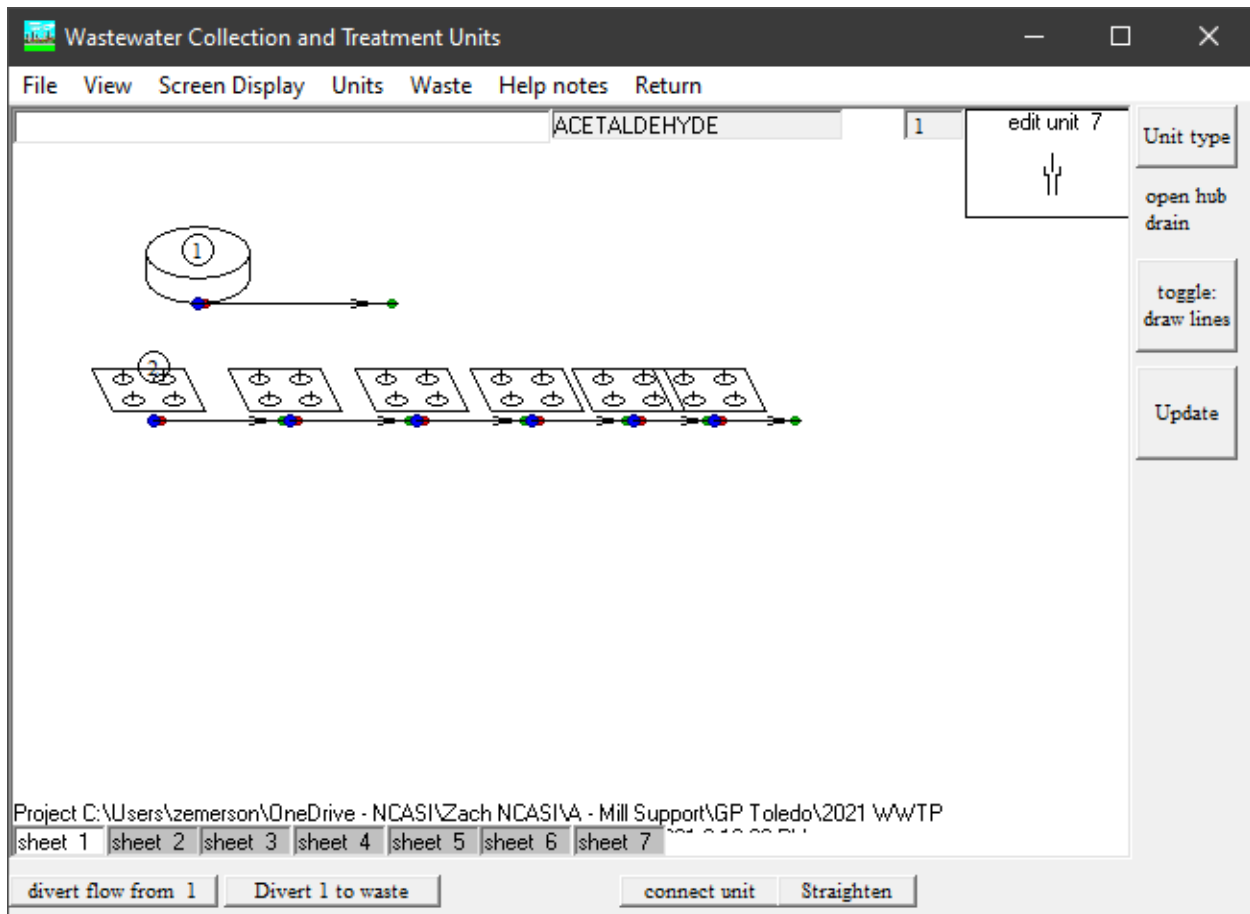 Wastewater Collection and Treatment Units
File View Screen Display Units Waste Help notes Return
ACETALDEHYDE
1
edit unit 7
Unit type
open hub
drain
toggle:
draw lines
Update
1
2
Project C:\Users\zemerson\OneDrive - NCASI\Zach NCASI\A - Mill Support\GP Toledo\2021 WWTP
sheet 1 sheet 2 sheet 3 sheet 4 sheet 5 sheet 6 sheet 7
divert flow from 1 Divert 1 to waste connect unit Straighten